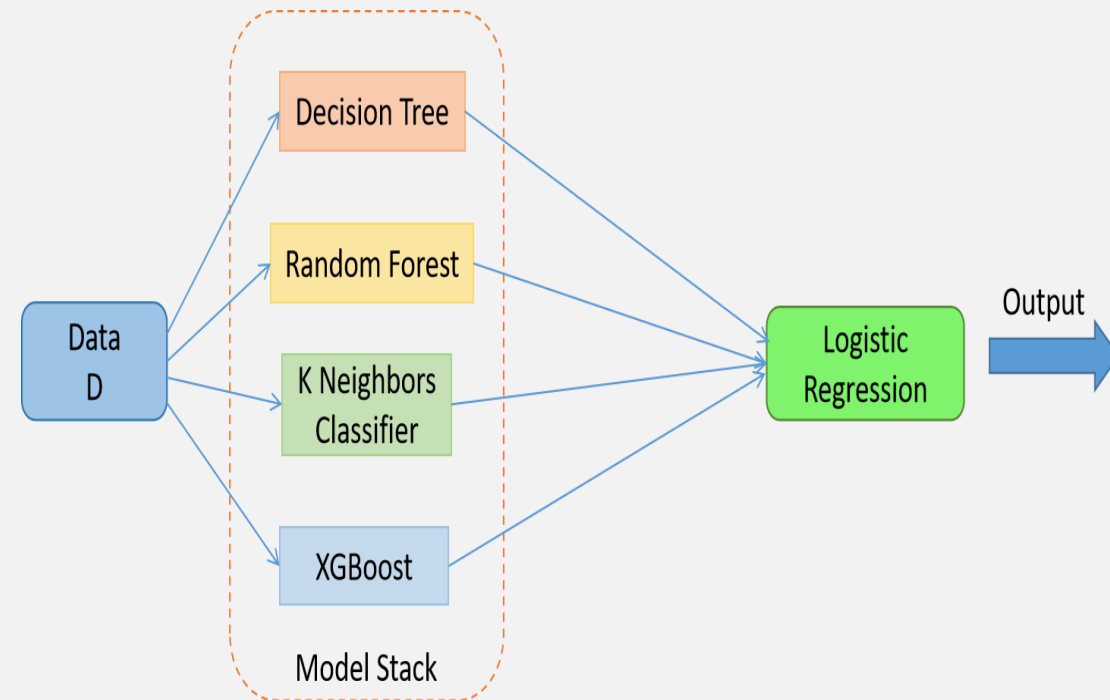 Data
D
Decision Tree
Random Forest
K Neighbors
Classifier
XGBoost
Model Stack
Logistic
Regression
Output